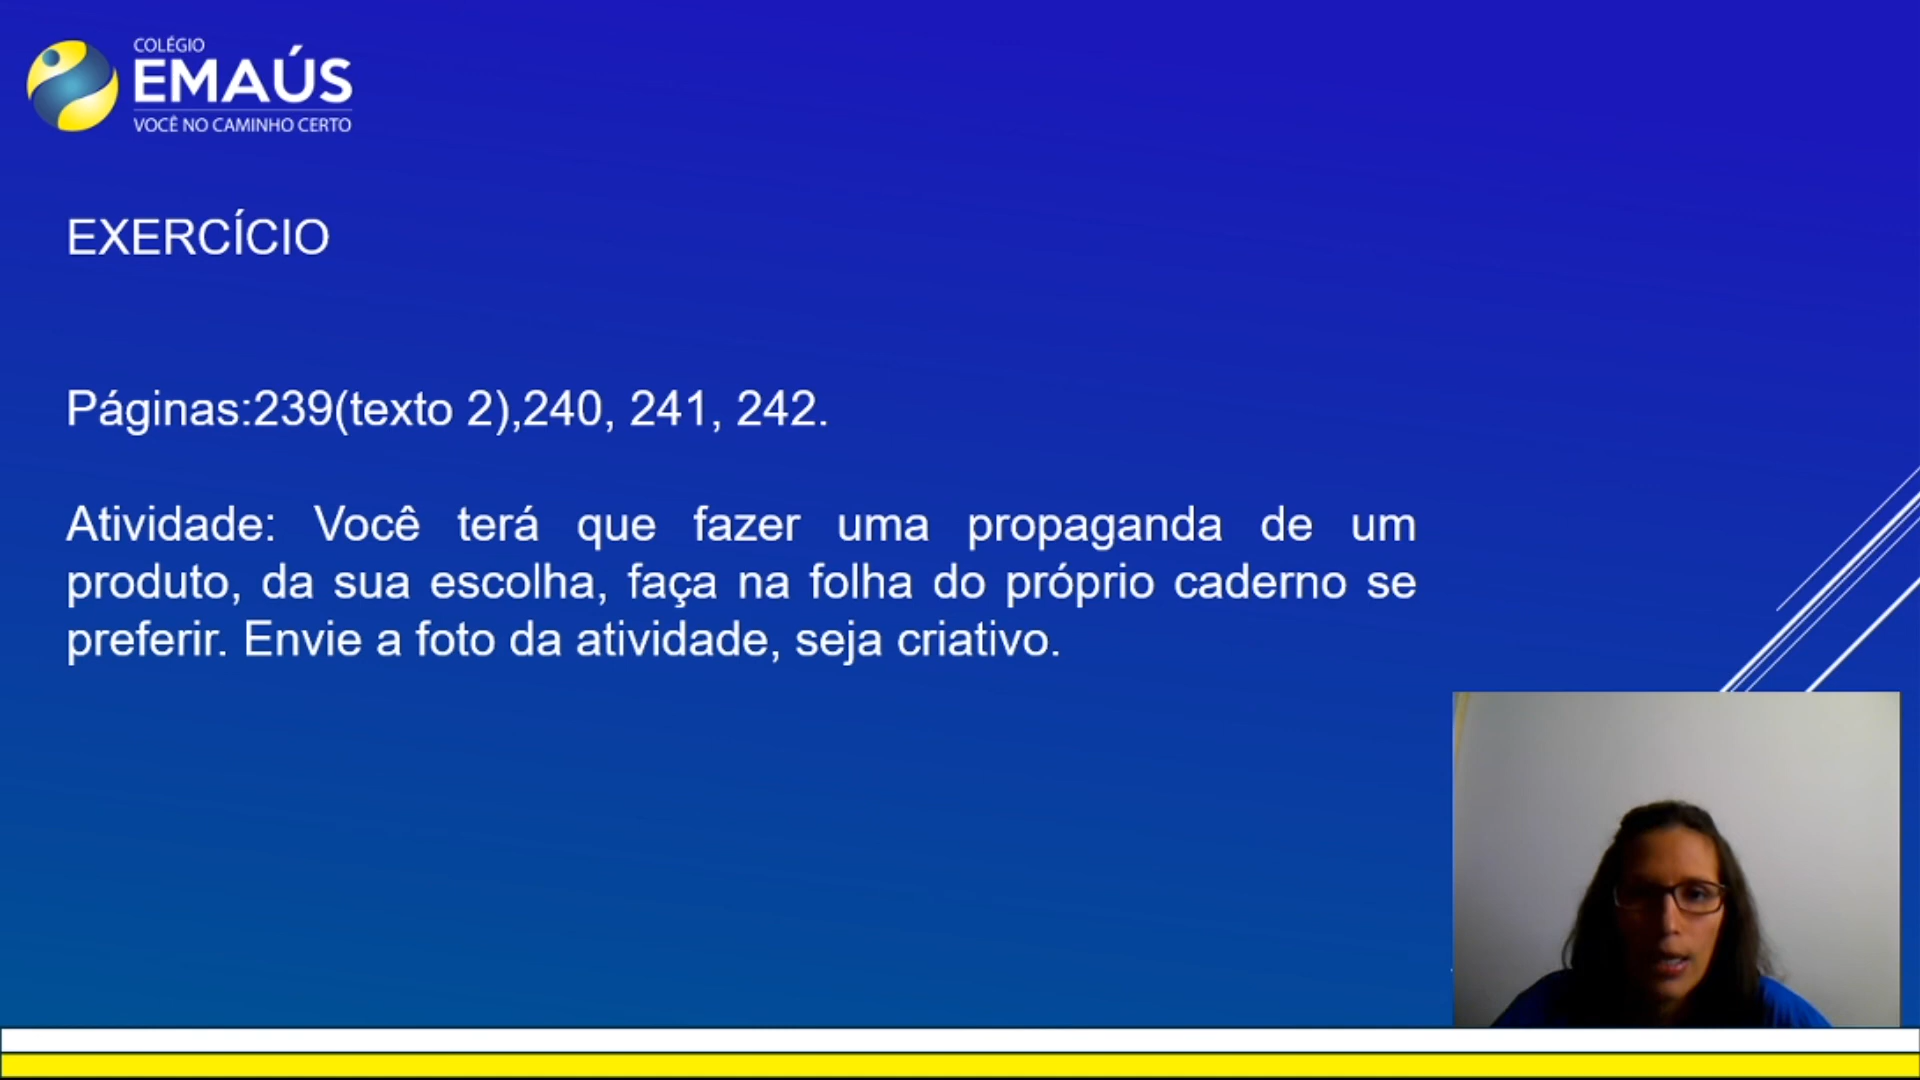 COLÉGIO
EMAÚS
VOCÊ NO CAMINHO CERTO
EXERCÍCIO
Páginas:239(texto 2),240, 241, 242.
Atividade: Você terá que fazer uma propaganda de um
produto, da sua escolha, faça na folha do próprio caderno se
preferir. Envie a foto da atividade, seja criativo.